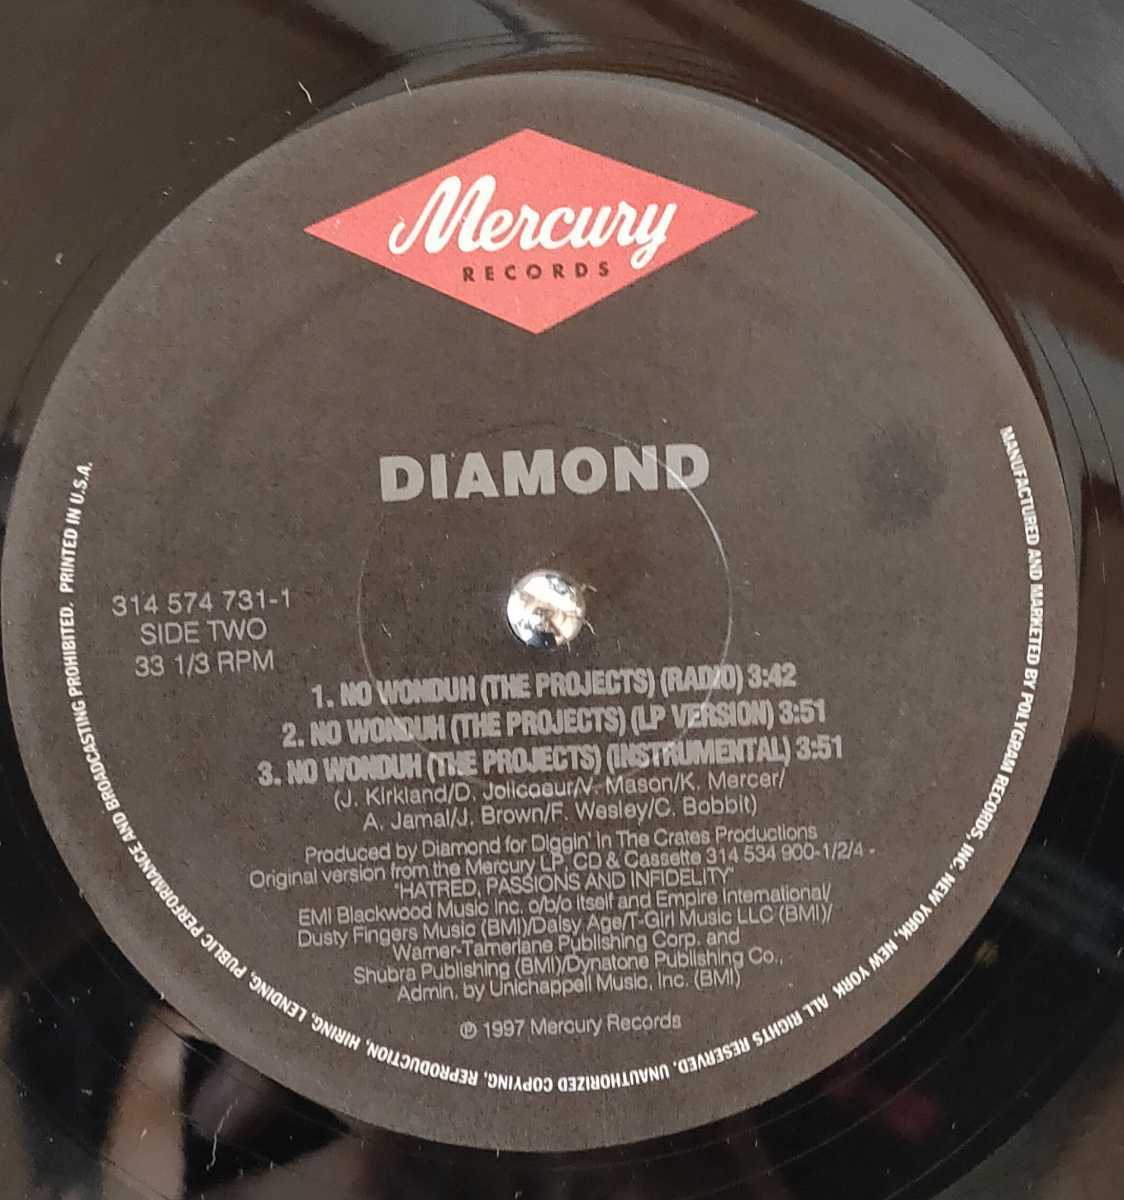 Mercury
RECORDS
DIAMOND
314 574 731-1
SIDE TWO
33 1/3 RPM
1. NO WONDUH (THE PROJECTS) (RADIO) 3:42
2. NO WONDUH (THE PROJECTS) (LP VERSION) 3:51
3. NO WONDUH (THE PROJECTS) (INSTRUMENTAL) 3:51
(J. Kirkland/D. Jolicoeur/V. Mason/K. Mercer/
A. Jamal/J. Brown/F. Wesley/C. Bobbit)
Produced by Diamond for Diggin' in The Crates Productions
Original version from the Mercury LP, CD & Cassette 314 534 900-1/2/4 -
"HATRED, PASSIONS AND INFIDELITY"
EMI Blackwood Music Inc. o/b/o itself and Empire International/
Dusty Fingers Music (BMI)/Daisy Age/T-Girl Music LLC (BMI)/
Warner-Tamerlane Publishing Corp. and
Shubra Publishing (BMI)/Dynatone Publishing Co.,
Admin. by Unichappell Music, Inc. (BMI)
℗ 1997 Mercury Records
MANUFACTURED AND MARKETED BY POLYGRAM RECORDS, INC. NEW YORK, NEW YORK. ALL RIGHTS RESERVED. UNAUTHORIZED COPYING, REPRODUCTION, HIRING, LENDING, PUBLIC PERFORMANCE AND BROADCASTING PROHIBITED. PRINTED IN U.S.A.